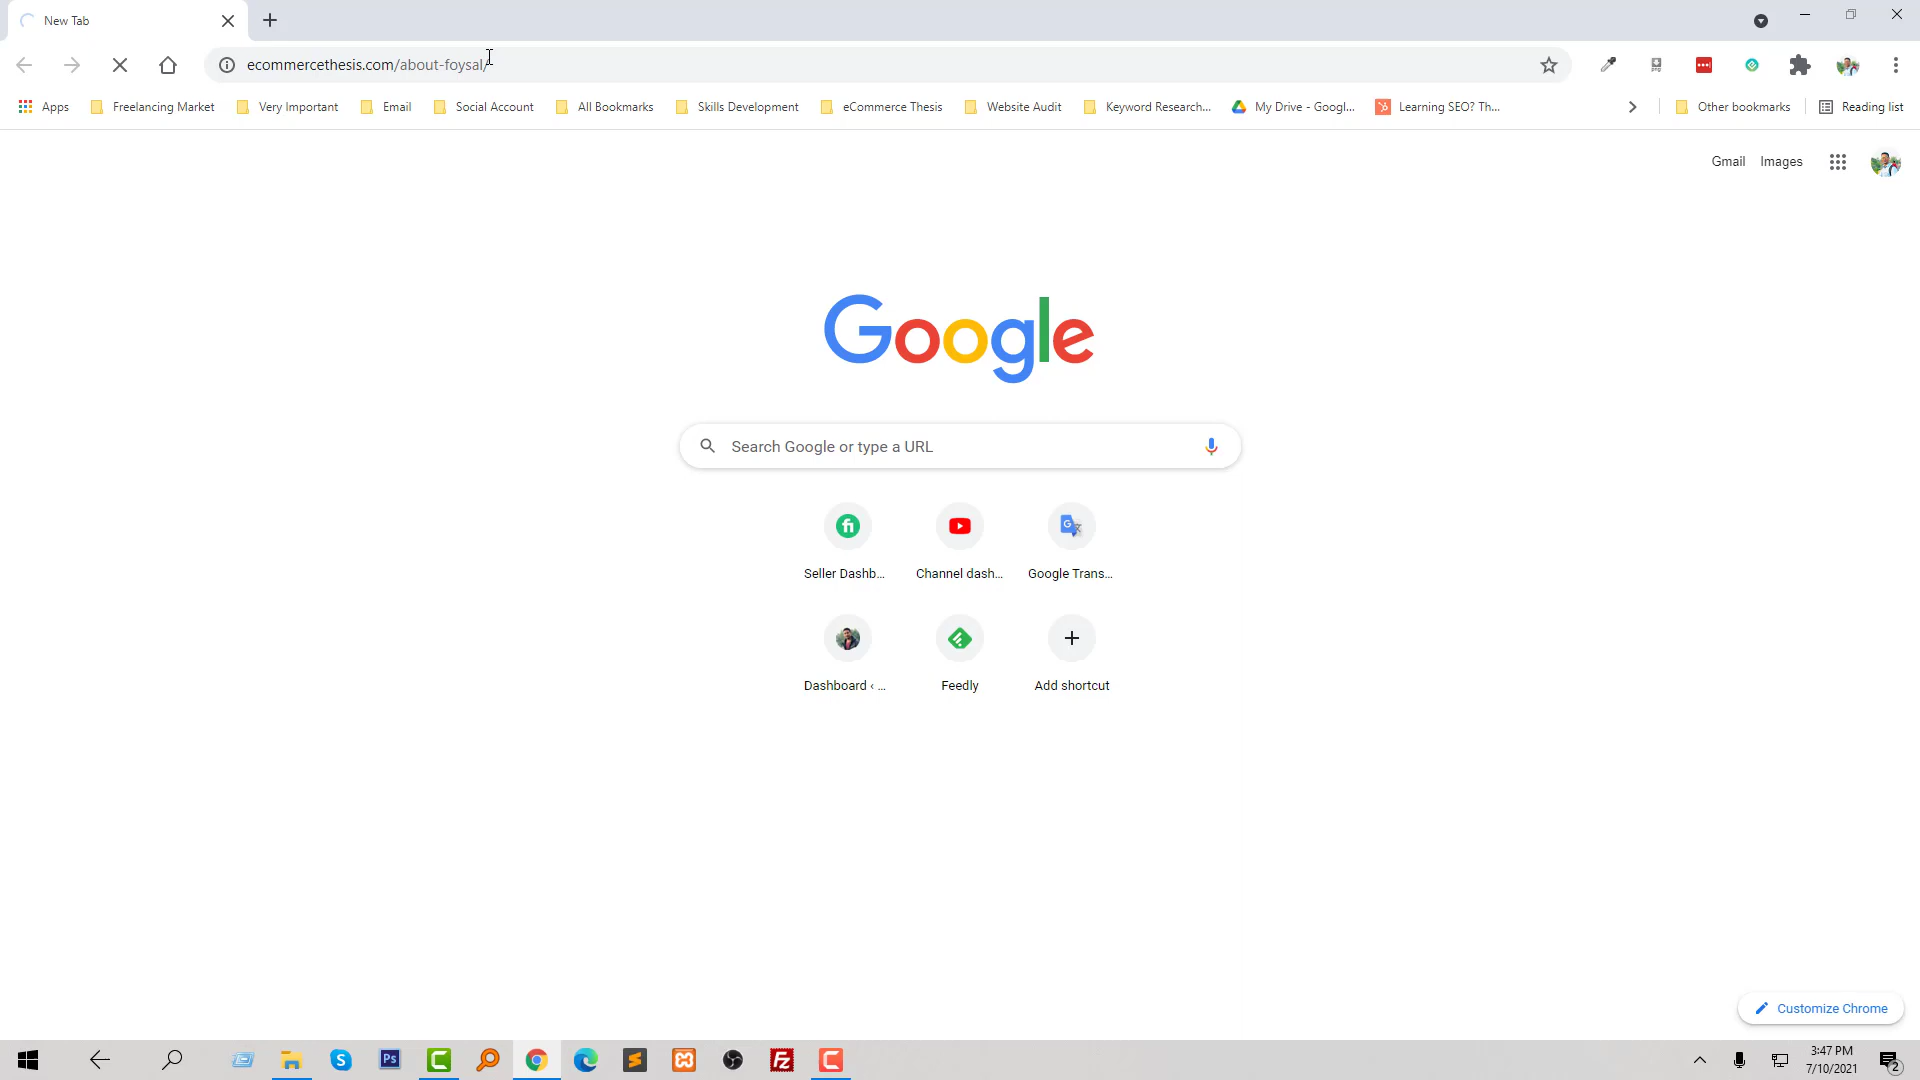 New Tab
ecommercethesis.com/about-foysal/
Apps Freelancing Market Very Important Email Social Account All Bookmarks Skills Development eCommerce Thesis Website Audit Keyword Research... My Drive - Googl... Learning SEO? Th... Other bookmarks Reading list
Gmail Images
Google
Search Google or type a URL
Seller Dashb... Channel dash... Google Trans...
Dashboard ‹ ... Feedly Add shortcut
Customize Chrome
3:47 PM
7/10/2021
2